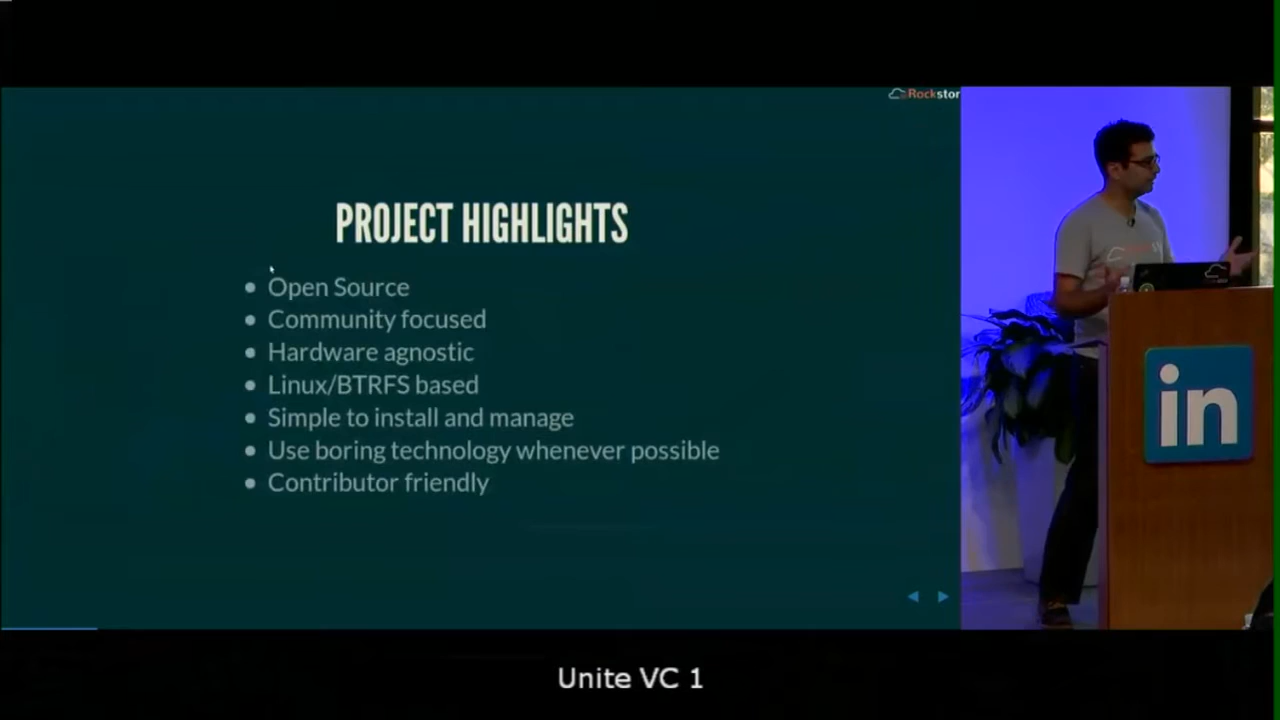 Rockstor
PROJECT HIGHLIGHTS
Open Source
Community focused
Hardware agnostic
Linux/BTRFS based
Simple to install and manage
Use boring technology whenever possible
Contributor friendly
in
Unite VC 1